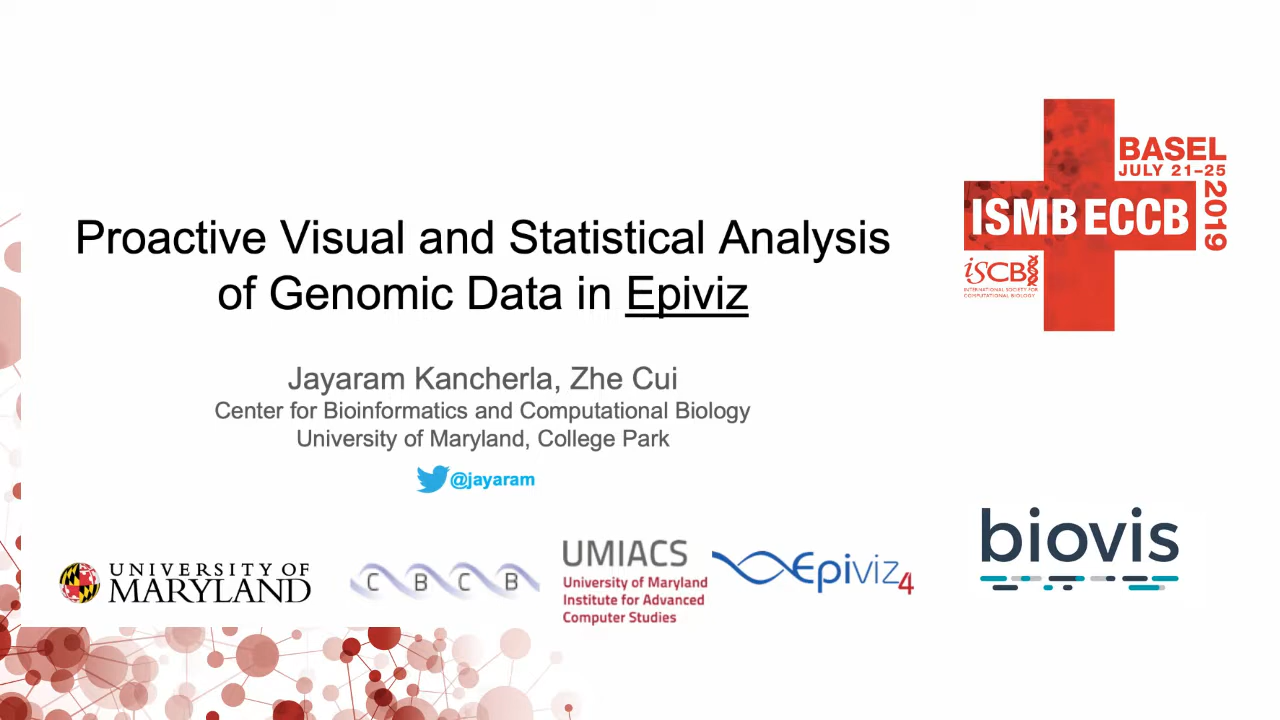 Proactive Visual and Statistical Analysis
of Genomic Data in Epiviz
Jayaram Kancherla, Zhe Cui
Center for Bioinformatics and Computational Biology
University of Maryland, College Park
@jayaram
BASEL
JULY 21–25
2019
ISMB ECCB
iSCB
INTERNATIONAL SOCIETY FOR
COMPUTATIONAL BIOLOGY
UNIVERSITY OF
MARYLAND
CBCB
UMIACS
University of Maryland
Institute for Advanced
Computer Studies
Epiviz4
biovis